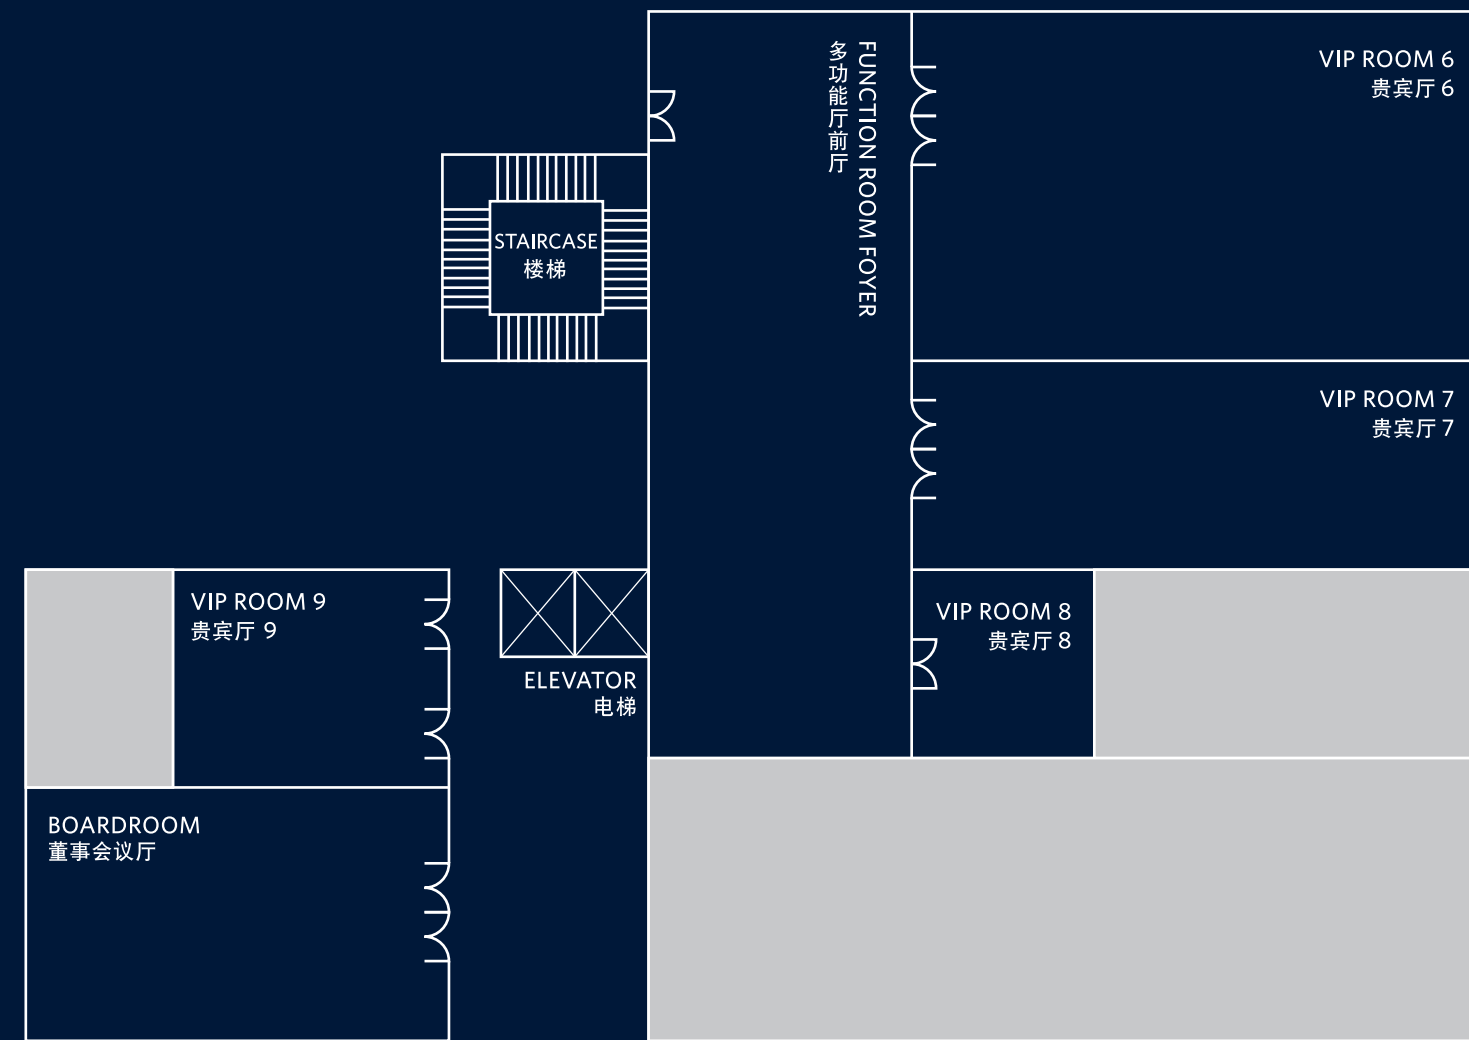 FUNCTION ROOM FOYER
多功能厅前厅
VIP ROOM 6
贵宾厅 6
STAIRCASE
楼梯
VIP ROOM 7
贵宾厅 7
VIP ROOM 9
贵宾厅 9
VIP ROOM 8
贵宾厅 8
ELEVATOR
电梯
BOARDROOM
董事会议厅